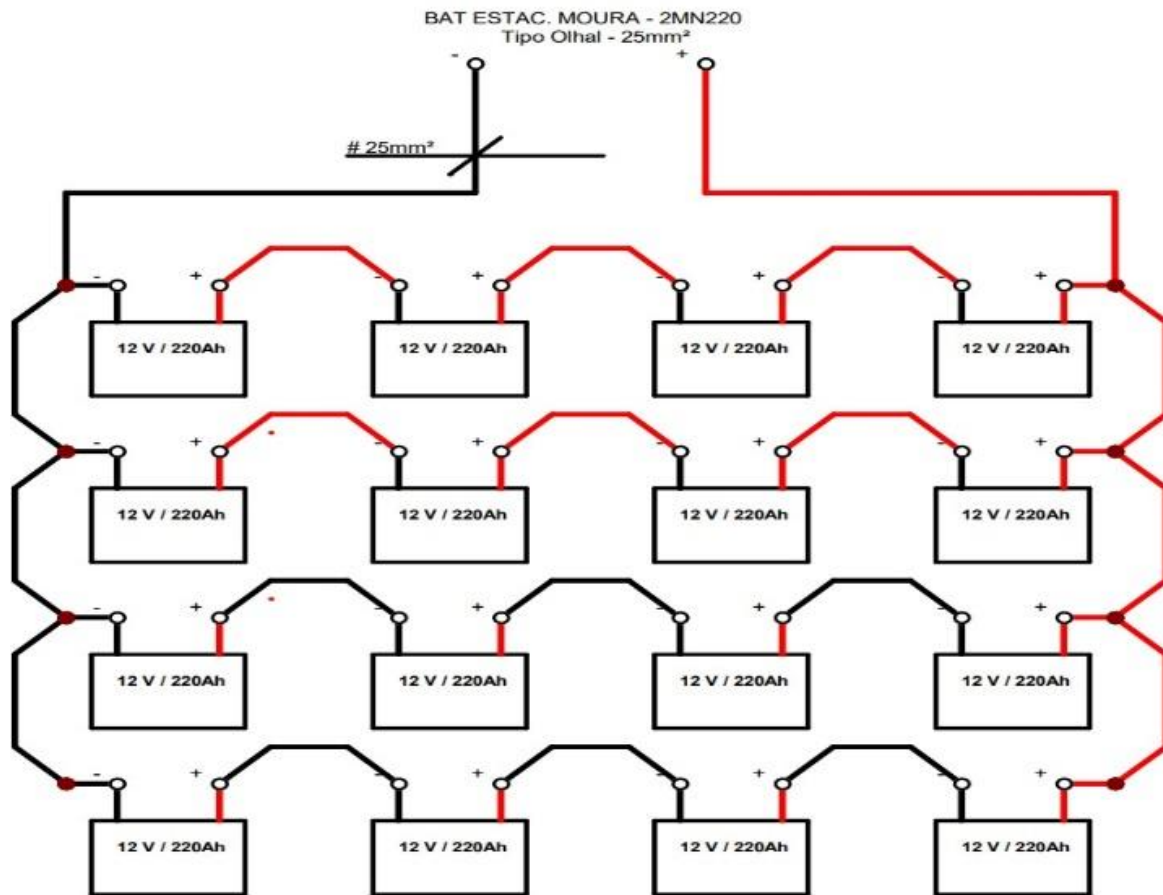 BAT ESTAC. MOURA - 2MN220
Tipo Olhal - 25mm²
- +
# 25mm²
- + - + - + - +
12 V / 220Ah 12 V / 220Ah 12 V / 220Ah 12 V / 220Ah
- + - + - + - +
12 V / 220Ah 12 V / 220Ah 12 V / 220Ah 12 V / 220Ah
- + - + - + - +
12 V / 220Ah 12 V / 220Ah 12 V / 220Ah 12 V / 220Ah
- + - + - + - +
12 V / 220Ah 12 V / 220Ah 12 V / 220Ah 12 V / 220Ah